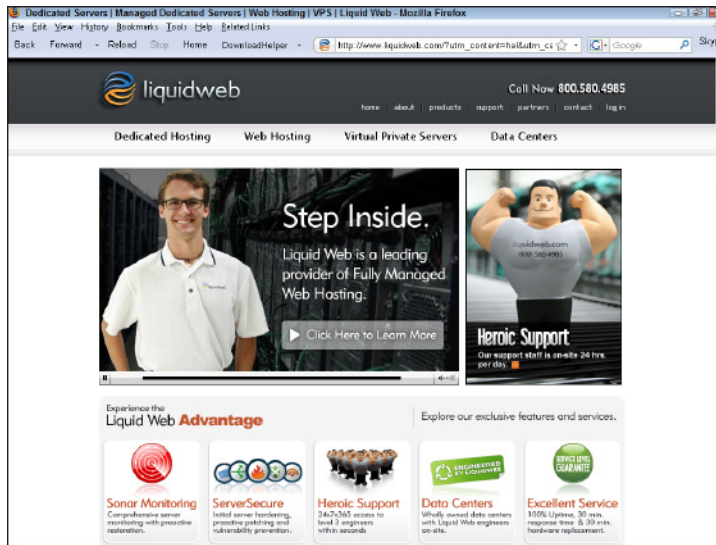 Dedicated Servers | Managed Dedicated Servers | Web Hosting | VPS | Liquid Web - Mozilla Firefox
File Edit View History Bookmarks Tools Help Related Links
Back Forward - Reload Stop Home DownloadHelper - http://www.liquidweb.com/?utm_content=hal&utm_ca G - Google Sky
liquidweb
Call Now 800.580.4985
home about products support partners contact log in
Dedicated Hosting Web Hosting Virtual Private Servers Data Centers
Step Inside.
Liquid Web is a leading
provider of Fully Managed
Web Hosting.
Click Here to Learn More
liquidweb
liquidweb.com
(800) 580-4985
Heroic Support
Our support staff is on-site 24 hrs.
per day.
Experience the
Liquid Web Advantage
Explore our exclusive features and services.
ENGINEERED
BY LIQUIDWEB
SERVICE LEVEL
GUARANTEE
Sonar Monitoring ServerSecure Heroic Support Data Centers Excellent Service
Comprehensive server Initial server hardening, 24x7x365 access to Wholly owned data centers 100% Uptime, 30 min.
monitoring with proactive proactive patching and level 3 engineers with Liquid Web engineers response time & 30 min.
restoration. vulnerability prevention. within seconds on-site. hardware replacement.